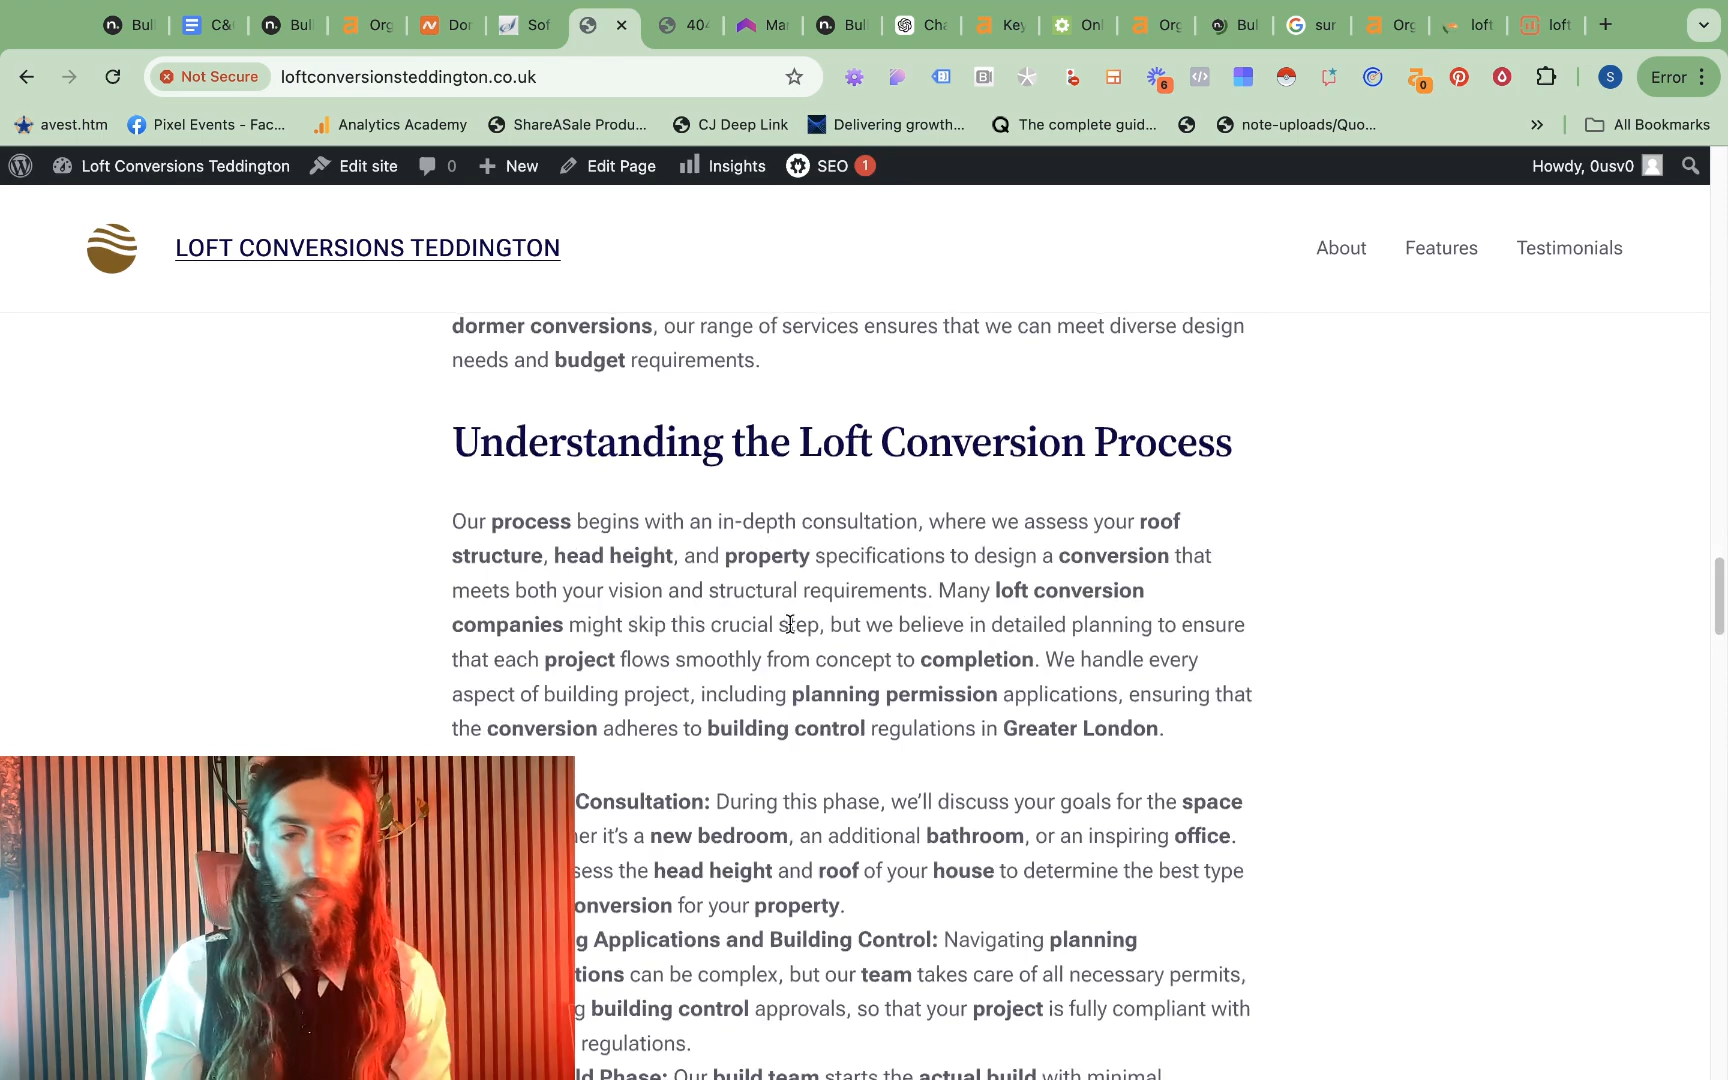 Bull
C&C
Bull
Org
Don
Sof
404
Mar
Bull
Cha
Key
Onl
Org
Bul
sur
Org
loft
loft
Not Secure
loftconversionsteddington.co.uk
6
0
S
Error
avest.htm
Pixel Events - Fac...
Analytics Academy
ShareASale Produ...
CJ Deep Link
Delivering growth...
The complete guid...
note-uploads/Quo...
All Bookmarks
Loft Conversions Teddington
Edit site
0
New
Edit Page
Insights
SEO 1
Howdy, 0usv0
LOFT CONVERSIONS TEDDINGTON
About
Features
Testimonials
dormer conversions, our range of services ensures that we can meet diverse design
needs and budget requirements.
Understanding the Loft Conversion Process
Our process begins with an in-depth consultation, where we assess your roof
structure, head height, and property specifications to design a conversion that
meets both your vision and structural requirements. Many loft conversion
companies might skip this crucial step, but we believe in detailed planning to ensure
that each project flows smoothly from concept to completion. We handle every
aspect of building project, including planning permission applications, ensuring that
the conversion adheres to building control regulations in Greater London.
Consultation: During this phase, we'll discuss your goals for the space
er it's a new bedroom, an additional bathroom, or an inspiring office.
sess the head height and roof of your house to determine the best type
onversion for your property.
g Applications and Building Control: Navigating planning
tions can be complex, but our team takes care of all necessary permits,
g building control approvals, so that your project is fully compliant with
regulations.
ld Phase: Our build team starts the actual build with minimal